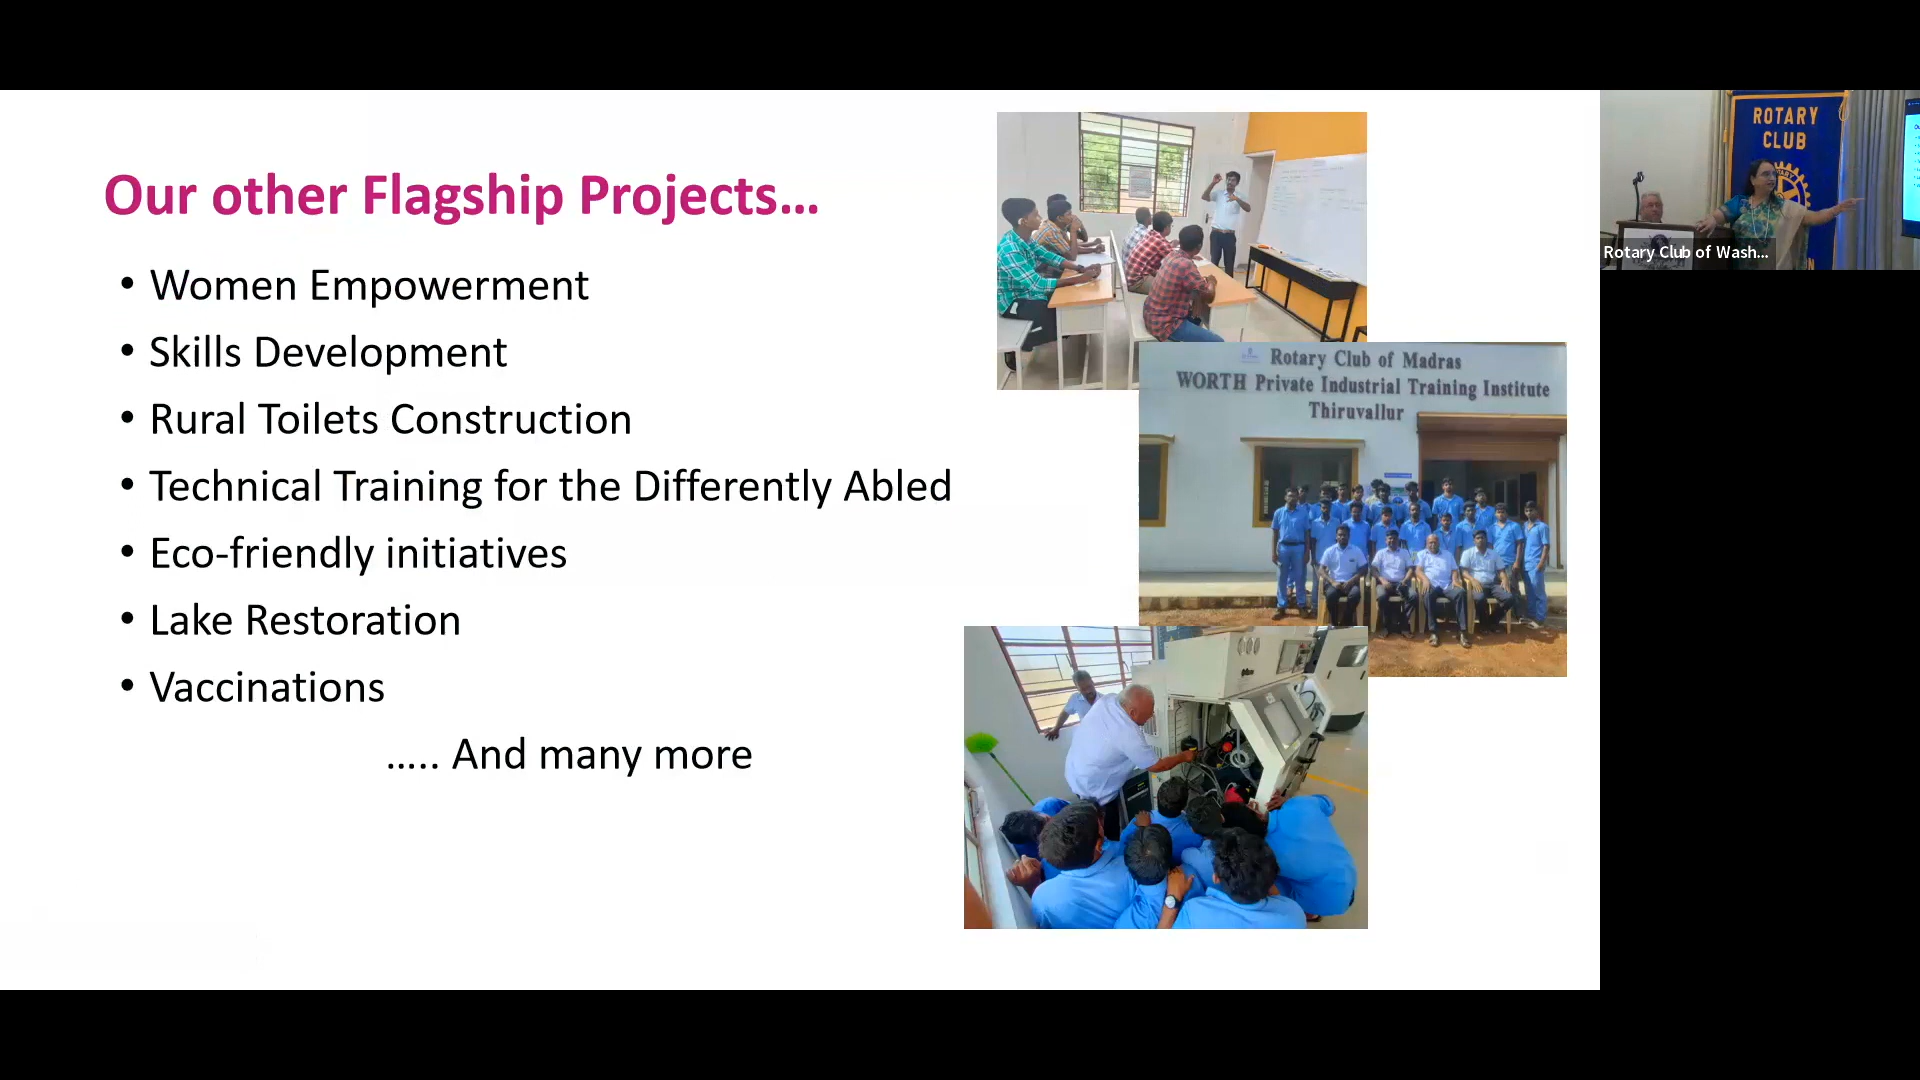 Our other Flagship Projects...
• Women Empowerment
• Skills Development
• Rural Toilets Construction
• Technical Training for the Differently Abled
• Eco-friendly initiatives
• Lake Restoration
• Vaccinations
..... And many more
Rotary Club of Madras
WORTH Private Industrial Training Institute
Thiruvallur
ROTARY
CLUB
Rotary Club of Wash...